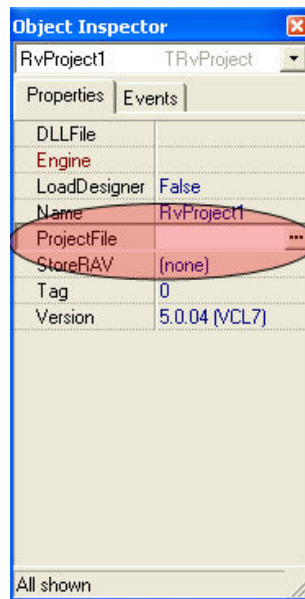 Object Inspector
RvProject1 TRvProject
Properties Events
DLLFile
Engine
LoadDesigner False
Name RvProject1
ProjectFile ...
StoreRAV (none)
Tag 0
Version 5.0.04 (VCL7)
All shown